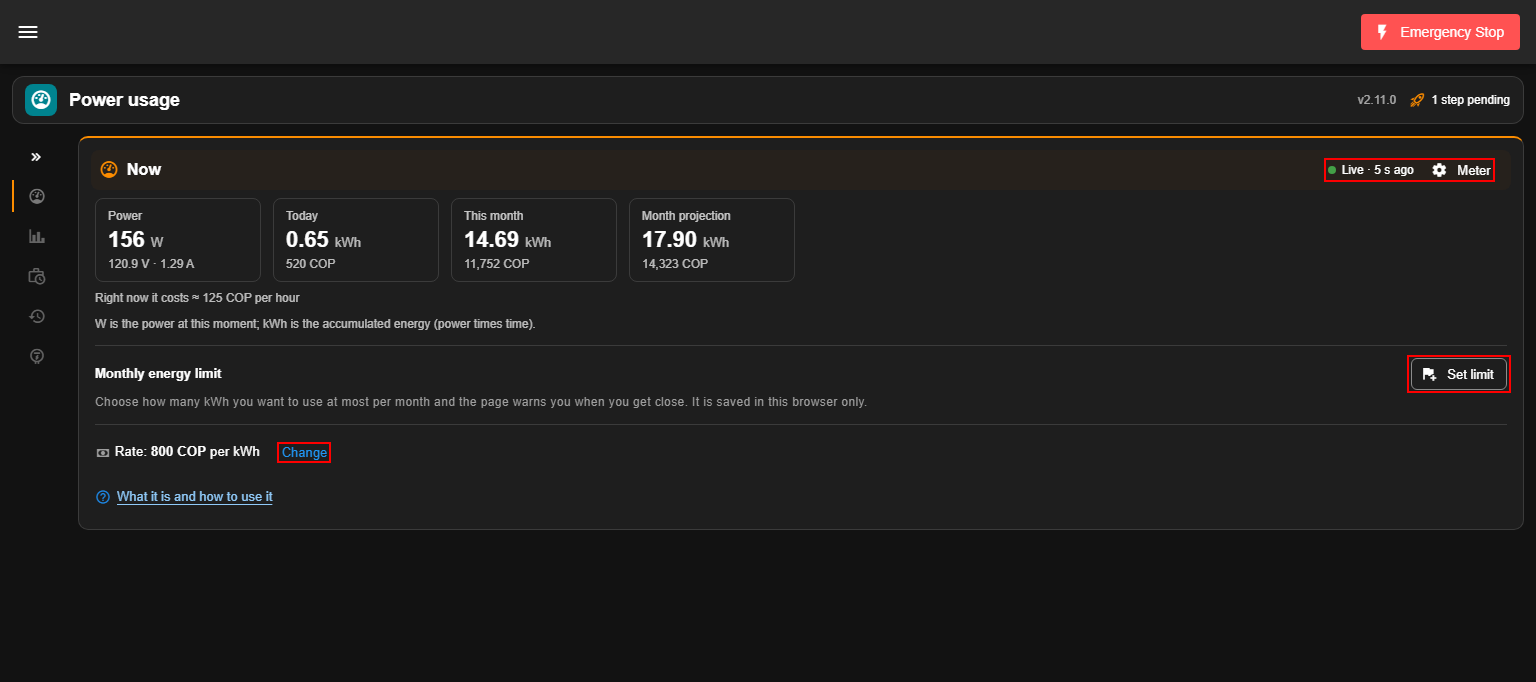 Emergency Stop
Power usage
v2.11.0 1 step pending
Now
Live · 5 s ago Meter
Power
156 W
120.9 V · 1.29 A
Today
0.65 kWh
520 COP
This month
14.69 kWh
11,752 COP
Month projection
17.90 kWh
14,323 COP
Right now it costs ≈ 125 COP per hour
W is the power at this moment; kWh is the accumulated energy (power times time).
Monthly energy limit
Set limit
Choose how many kWh you want to use at most per month and the page warns you when you get close. It is saved in this browser only.
Rate: 800 COP per kWh Change
What it is and how to use it